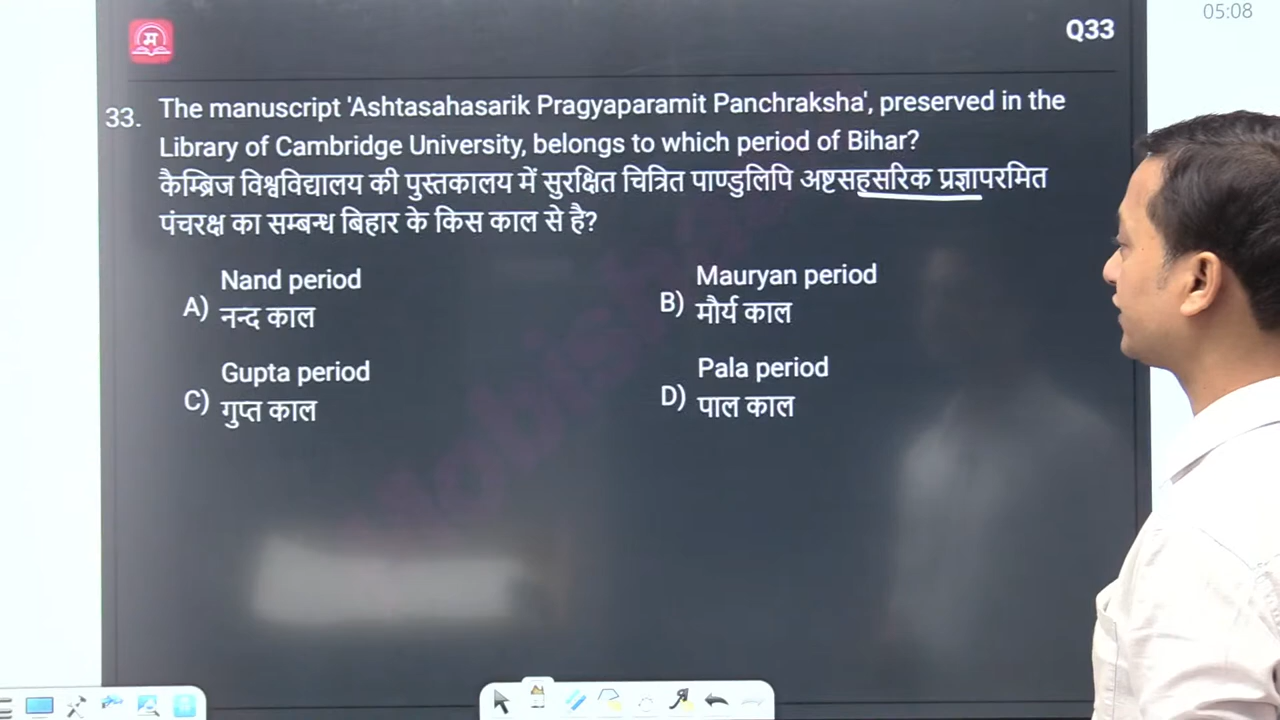 05:08
म
Q33
33. The manuscript 'Ashtasahasarik Pragyaparamit Panchraksha', preserved in the
Library of Cambridge University, belongs to which period of Bihar?
कैम्ब्रिज विश्वविद्यालय की पुस्तकालय में सुरक्षित चित्रित पाण्डुलिपि अष्टसहसरिक प्रज्ञापरमित
पंचरक्ष का सम्बन्ध बिहार के किस काल से है?
A) Nand period
नन्द काल
B) Mauryan period
मौर्य काल
C) Gupta period
गुप्त काल
D) Pala period
पाल काल